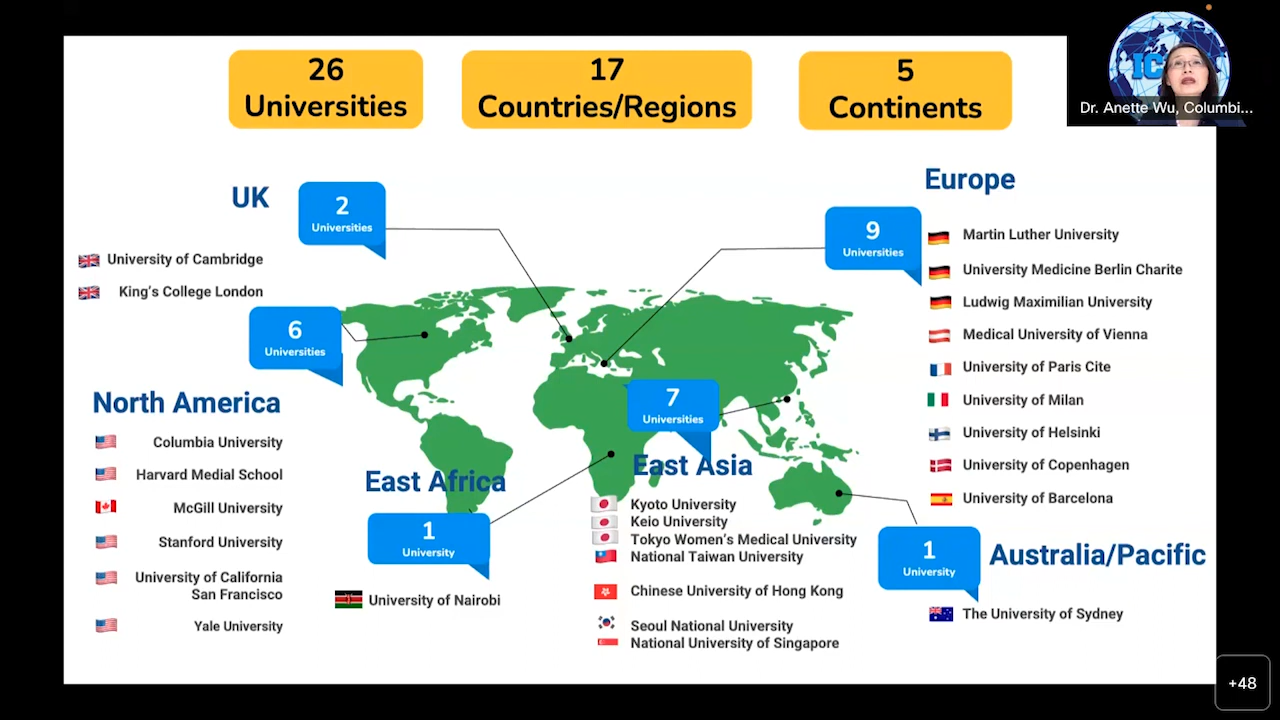 26
Universities
17
Countries/Regions
5
Continents
IC
Dr. Anette Wu, Columbi...
UK
2
Universities
University of Cambridge
King's College London
6
Universities
North America
Columbia University
Harvard Medial School
McGill University
Stanford University
University of California
San Francisco
Yale University
East Africa
1
University
University of Nairobi
7
Universities
East Asia
Kyoto University
Keio University
Tokyo Women's Medical University
National Taiwan University
Chinese University of Hong Kong
Seoul National University
National University of Singapore
Europe
9
Universities
Martin Luther University
University Medicine Berlin Charite
Ludwig Maximilian University
Medical University of Vienna
University of Paris Cite
University of Milan
University of Helsinki
University of Copenhagen
University of Barcelona
1
University
Australia/Pacific
The University of Sydney
+48